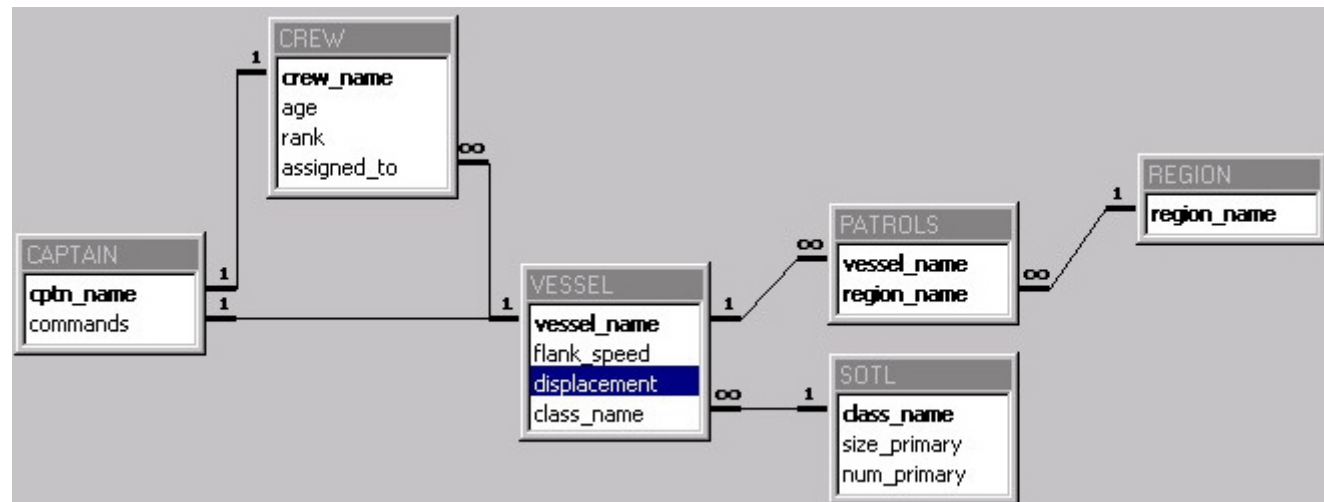 CREW
crew_name
age
rank
assigned_to
CAPTAIN
cptn_name
commands
VESSEL
vessel_name
flank_speed
displacement
class_name
PATROLS
vessel_name
region_name
REGION
region_name
SOTL
class_name
size_primary
num_primary
1
1
1
∞
1
1
∞
∞
1
∞
1